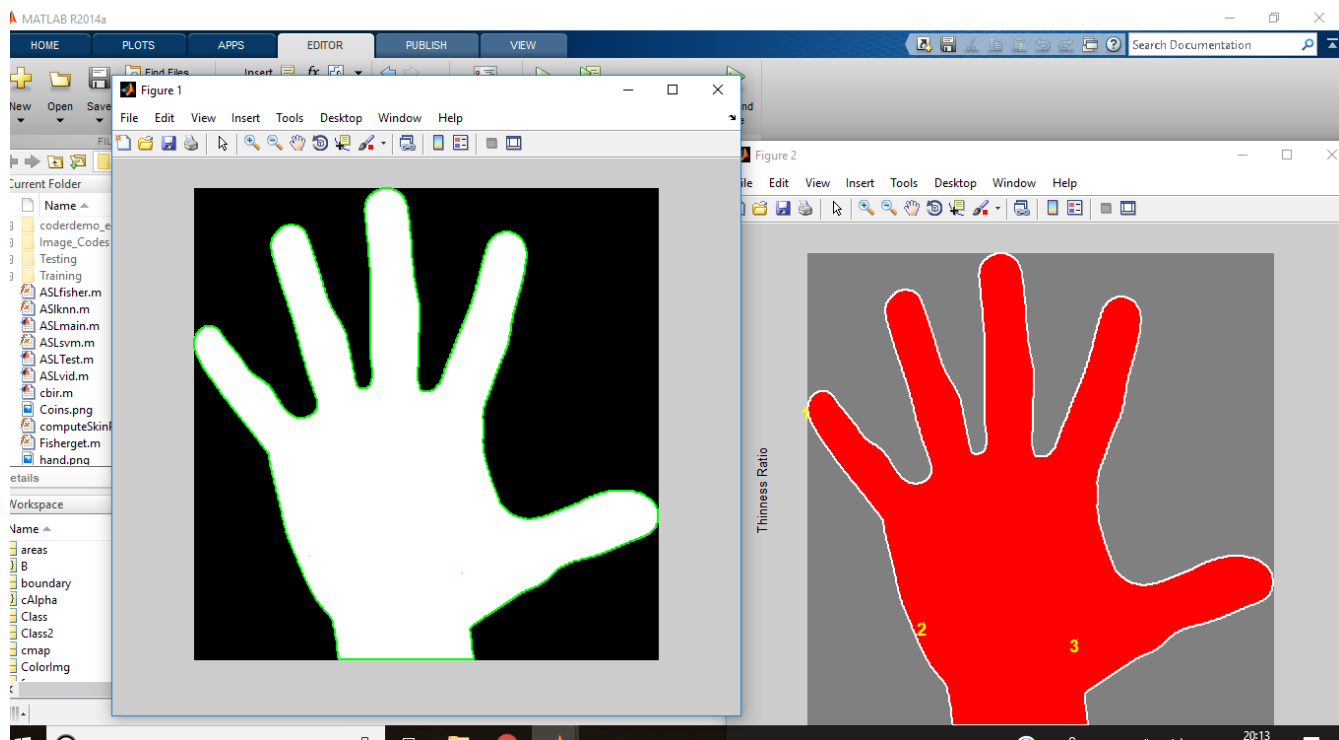 MATLAB R2014a
HOME PLOTS APPS EDITOR PUBLISH VIEW Search Documentation
Find Files Insert fx
New Open Save
Figure 1
File Edit View Insert Tools Desktop Window Help
Figure 2
File Edit View Insert Tools Desktop Window Help
Current Folder
Name
coderdemo_e
Image_Codes
Testing
Training
ASLfisher.m
ASlknn.m
ASLmain.m
ASLsvm.m
ASLTest.m
ASLvid.m
cbir.m
Coins.png
computeSkinP
Fisherget.m
hand.png
etails
Workspace
Name
areas
B
boundary
cAlpha
Class
Class2
cmap
ColorImg
Thinness Ratio
1
2
3
20:13